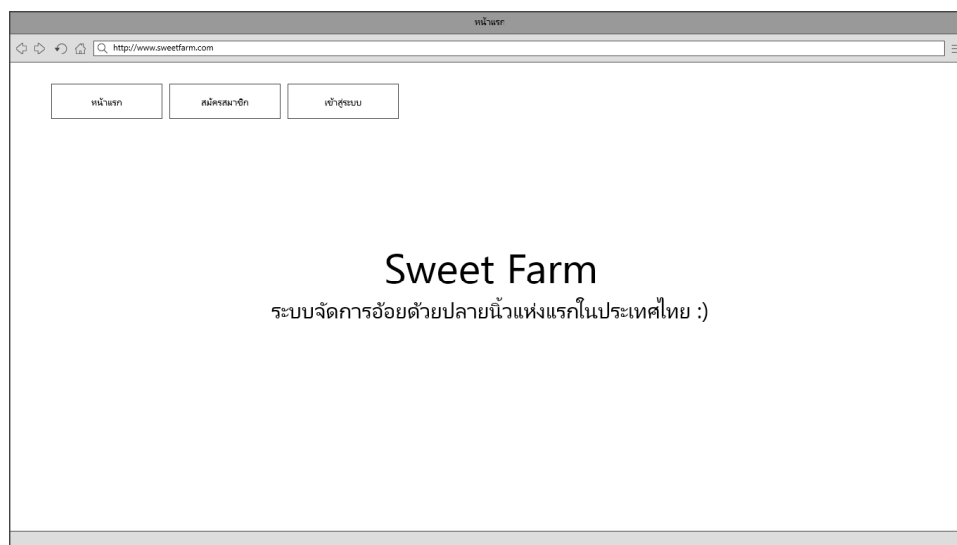 หน้าแรก
http://www.sweetfarm.com
หน้าแรก
สมัครสมาชิก
เข้าสู่ระบบ
Sweet Farm
ระบบจัดการอ้อยด้วยปลายนิ้วแห่งแรกในประเทศไทย :)